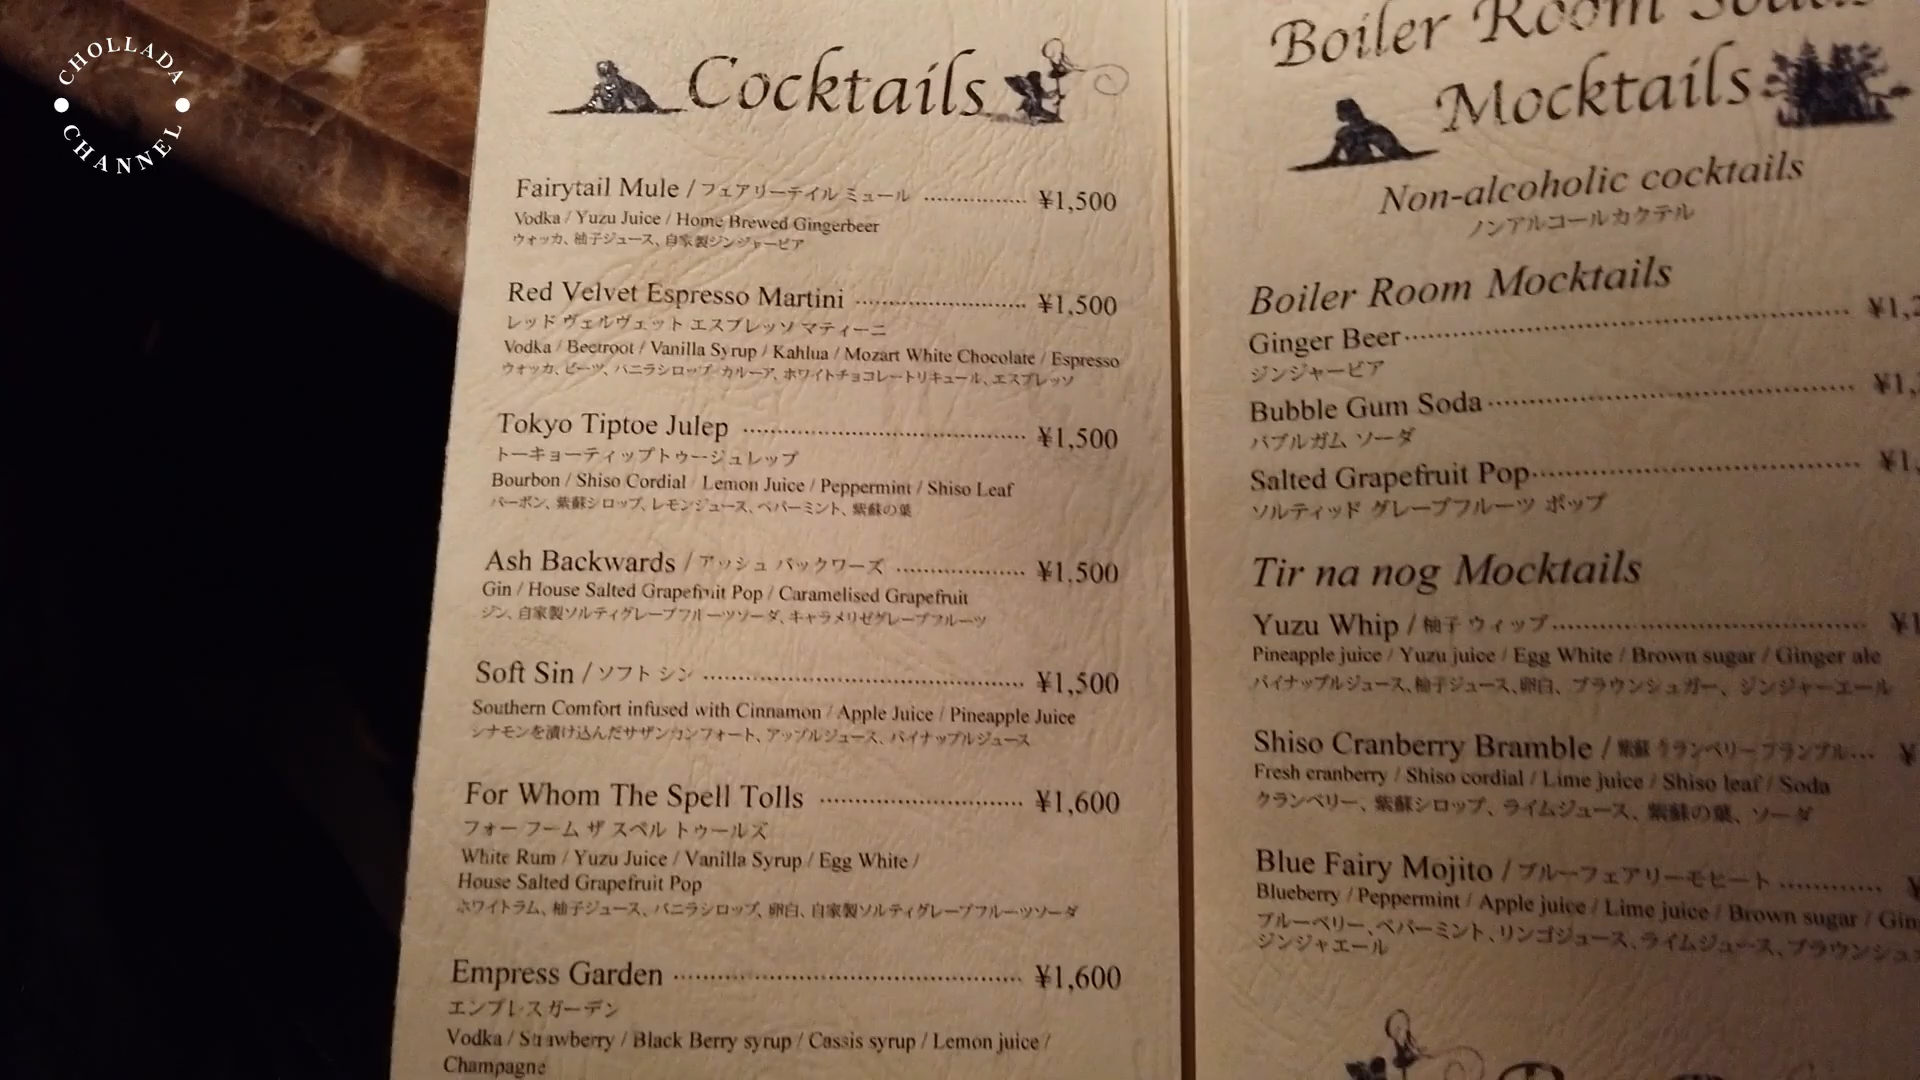 CHOLLADA
CHANNEL
Cocktails
Fairytail Mule / フェアリーテイル ミュール ¥1,500
Vodka / Yuzu Juice / Home Brewed Gingerbeer
ウォッカ、柚子ジュース、自家製ジンジャービア
Red Velvet Espresso Martini ¥1,500
レッド ヴェルヴェット エスプレッソ マティーニ
Vodka / Beetroot / Vanilla Syrup / Kahlua / Mozart White Chocolate / Espresso
ウォッカ、ビーツ、バニラシロップ カルーア、ホワイトチョコレートリキュール、エスプレッソ
Tokyo Tiptoe Julep ¥1,500
トーキョーティップトゥージュレップ
Bourbon / Shiso Cordial / Lemon Juice / Peppermint / Shiso Leaf
バーボン、紫蘇シロップ、レモンジュース、ペパーミント、紫蘇の葉
Ash Backwards / アッシュ バックワーズ ¥1,500
Gin / House Salted Grapefruit Pop / Caramelised Grapefruit
ジン、自家製ソルティグレープフルーツソーダ、キャラメリゼグレープフルーツ
Soft Sin / ソフト シン ¥1,500
Southern Comfort infused with Cinnamon / Apple Juice / Pineapple Juice
シナモンを漬け込んだサザンカンフォート、アップルジュース、パイナップルジュース
For Whom The Spell Tolls ¥1,600
フォー フーム ザ スペル トゥールズ
White Rum / Yuzu Juice / Vanilla Syrup / Egg White /
House Salted Grapefruit Pop
ホワイトラム、柚子ジュース、バニラシロップ、卵白、自家製ソルティグレープフルーツソーダ
Empress Garden ¥1,600
エンプレスガーデン
Vodka / Strawberry / Black Berry syrup / Cassis syrup / Lemon juice /
Champagne
Boiler Room
Mocktails
Non-alcoholic cocktails
ノンアルコールカクテル
Boiler Room Mocktails
Ginger Beer ¥1,2
ジンジャービア
Bubble Gum Soda ¥1,
バブルガム ソーダ
Salted Grapefruit Pop ¥1,
ソルティッド グレープフルーツ ポップ
Tir na nog Mocktails
Yuzu Whip / 柚子 ウィップ ¥1
Pineapple juice / Yuzu juice / Egg White / Brown sugar / Ginger ale
パイナップルジュース、柚子ジュース、卵白、ブラウンシュガー、ジンジャーエール
Shiso Cranberry Bramble / 紫蘇 クランベリー ブランブル ¥
Fresh cranberry / Shiso cordial / Lime juice / Shiso leaf / Soda
クランベリー、紫蘇シロップ、ライムジュース、紫蘇の葉、ソーダ
Blue Fairy Mojito / ブルーフェアリーモヒート ¥
Blueberry / Peppermint / Apple juice / Lime juice / Brown sugar / Gin
ブルーベリー、ペパーミント、リンゴジュース、ライムジュース、ブラウンシュ
ジンジャエール